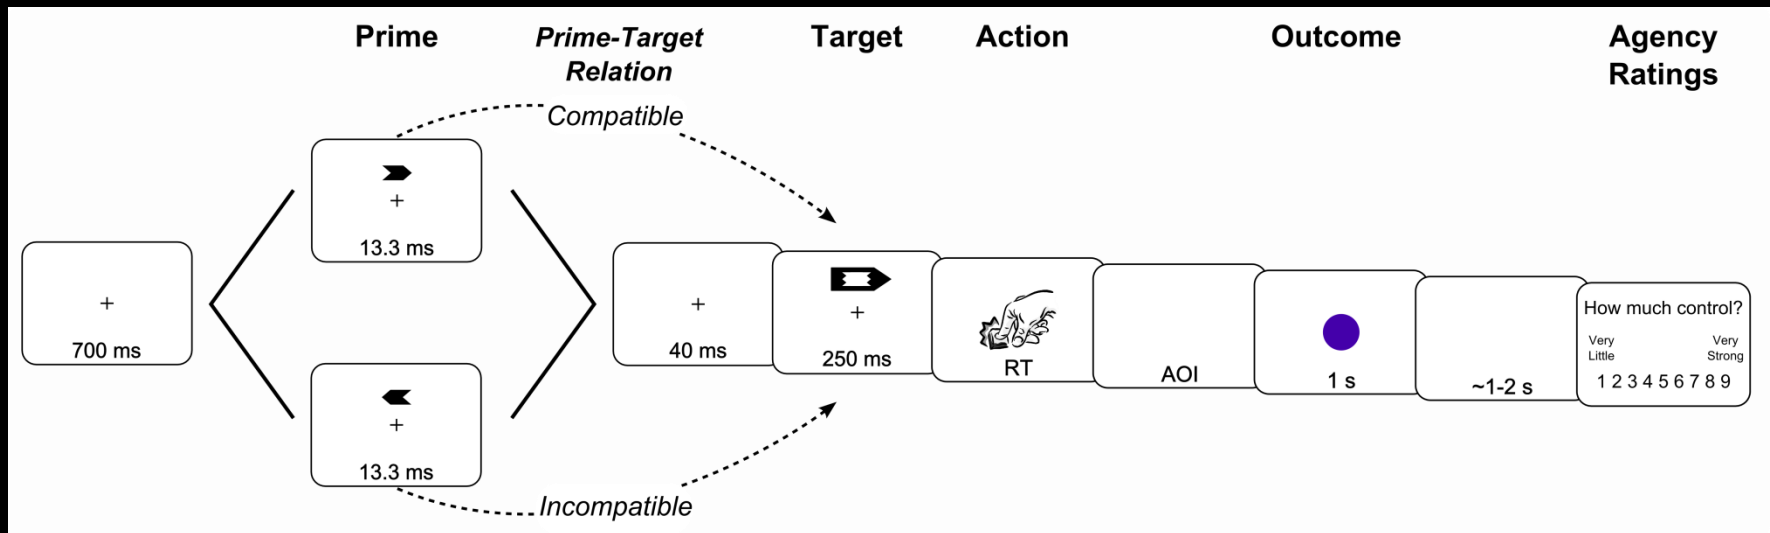 Prime
Prime-Target
Relation
Target
Action
Outcome
Agency
Ratings
Compatible
+
13.3 ms
+
700 ms
+
13.3 ms
Incompatible
+
40 ms
+
250 ms
RT
AOI
1 s
~1-2 s
How much control?
Very Little
Very Strong
1 2 3 4 5 6 7 8 9